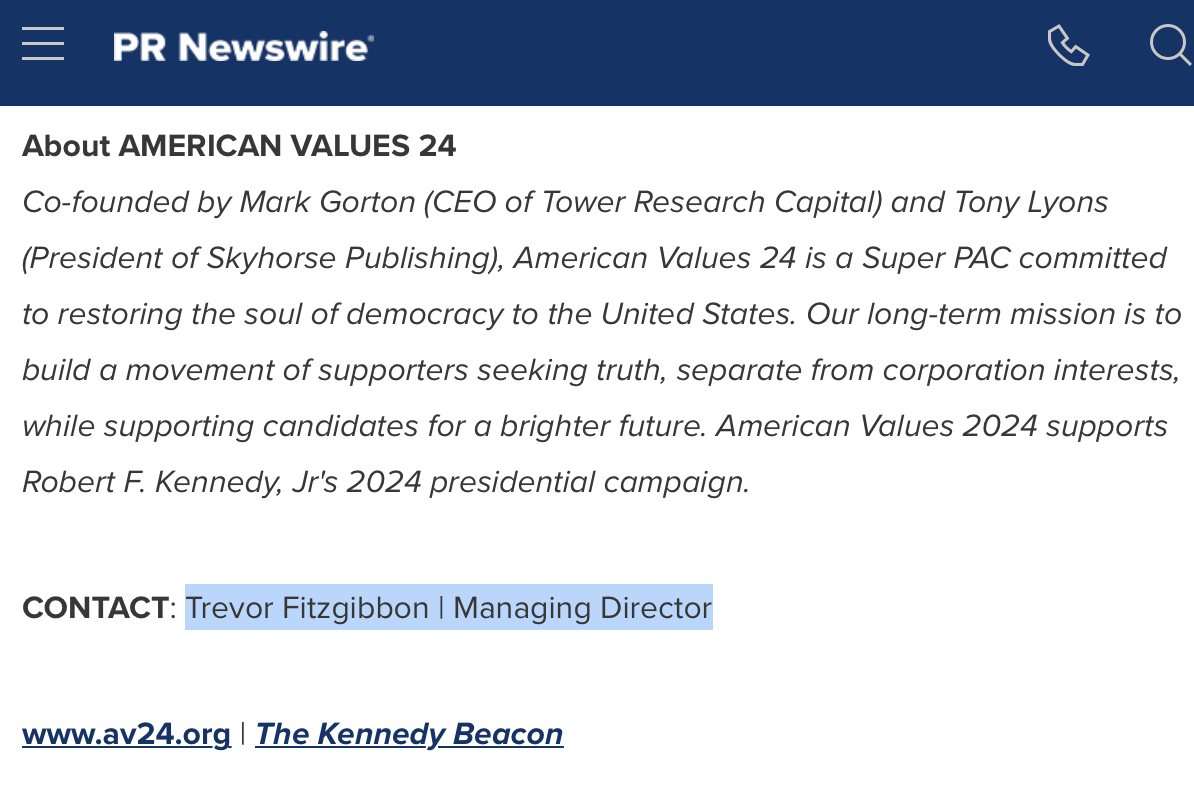 PR Newswire®
About AMERICAN VALUES 24
Co-founded by Mark Gorton (CEO of Tower Research Capital) and Tony Lyons
(President of Skyhorse Publishing), American Values 24 is a Super PAC committed
to restoring the soul of democracy to the United States. Our long-term mission is to
build a movement of supporters seeking truth, separate from corporation interests,
while supporting candidates for a brighter future. American Values 2024 supports
Robert F. Kennedy, Jr's 2024 presidential campaign.
CONTACT: Trevor Fitzgibbon | Managing Director
www.av24.org | The Kennedy Beacon